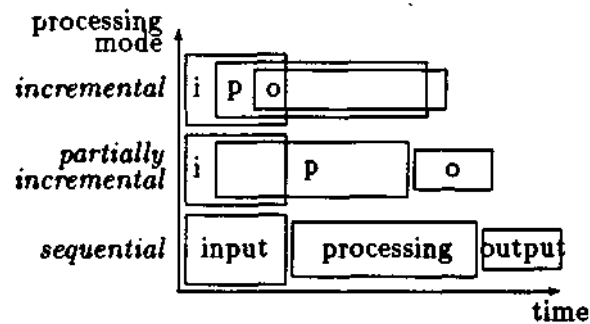 processing
mode
incremental
i p o
partially
incremental
i p o
sequential
input processing output
time